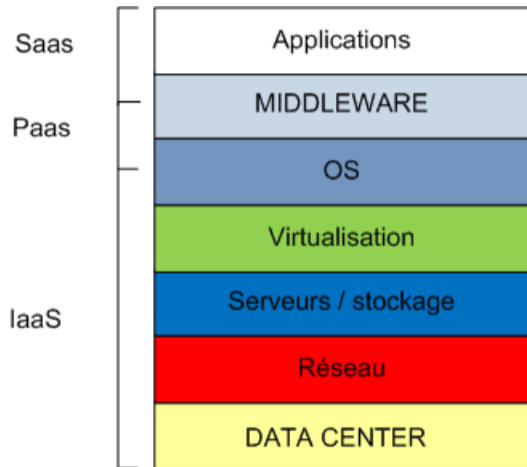 Saas
Applications
MIDDLEWARE
Paas
OS
Virtualisation
Serveurs / stockage
IaaS
Réseau
DATA CENTER